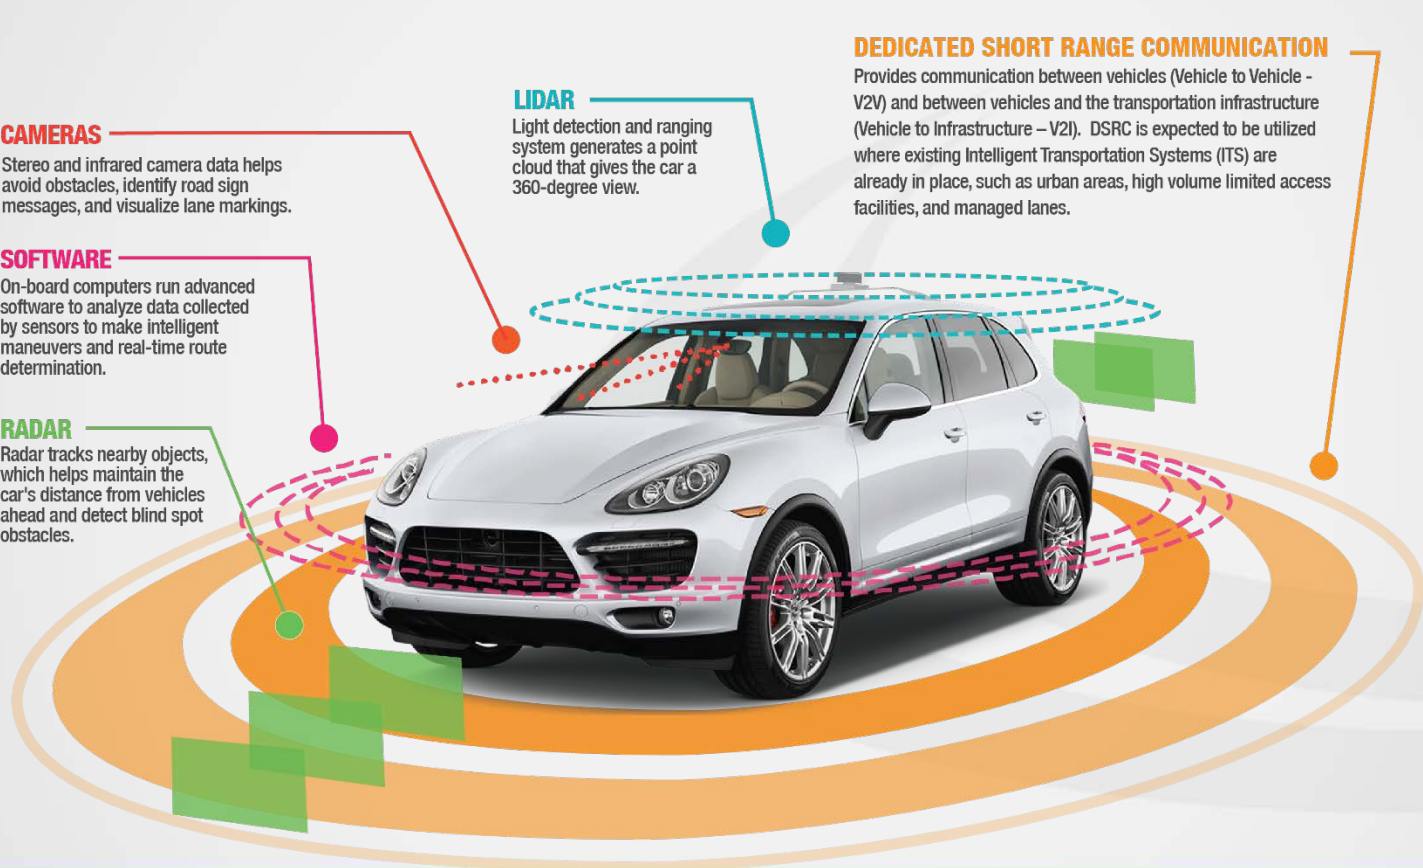 DEDICATED SHORT RANGE COMMUNICATION
Provides communication between vehicles (Vehicle to Vehicle -
V2V) and between vehicles and the transportation infrastructure
(Vehicle to Infrastructure – V2I).  DSRC is expected to be utilized
where existing Intelligent Transportation Systems (ITS) are
already in place, such as urban areas, high volume limited access
facilities, and managed lanes.
LIDAR
Light detection and ranging
system generates a point
cloud that gives the car a
360-degree view.
CAMERAS
Stereo and infrared camera data helps
avoid obstacles, identify road sign
messages, and visualize lane markings.
SOFTWARE
On-board computers run advanced
software to analyze data collected
by sensors to make intelligent
maneuvers and real-time route
determination.
RADAR
Radar tracks nearby objects,
which helps maintain the
car's distance from vehicles
ahead and detect blind spot
obstacles.